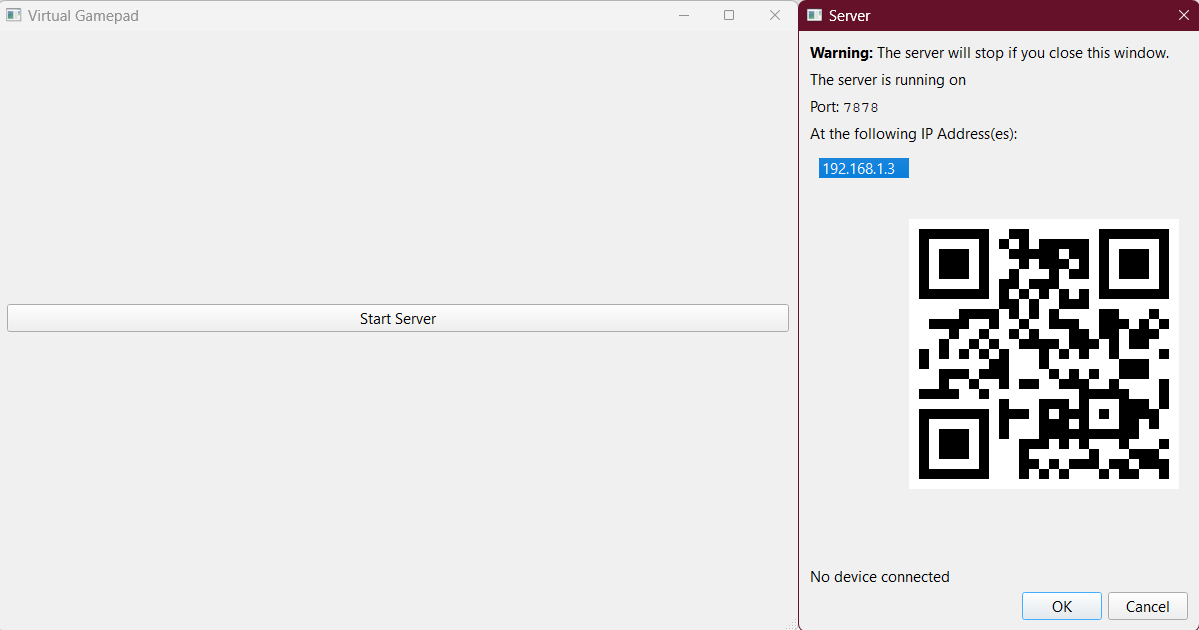 Virtual Gamepad
Start Server
Server
Warning: The server will stop if you close this window.
The server is running on
Port: 7878
At the following IP Address(es):
192.168.1.3
No device connected
OK
Cancel